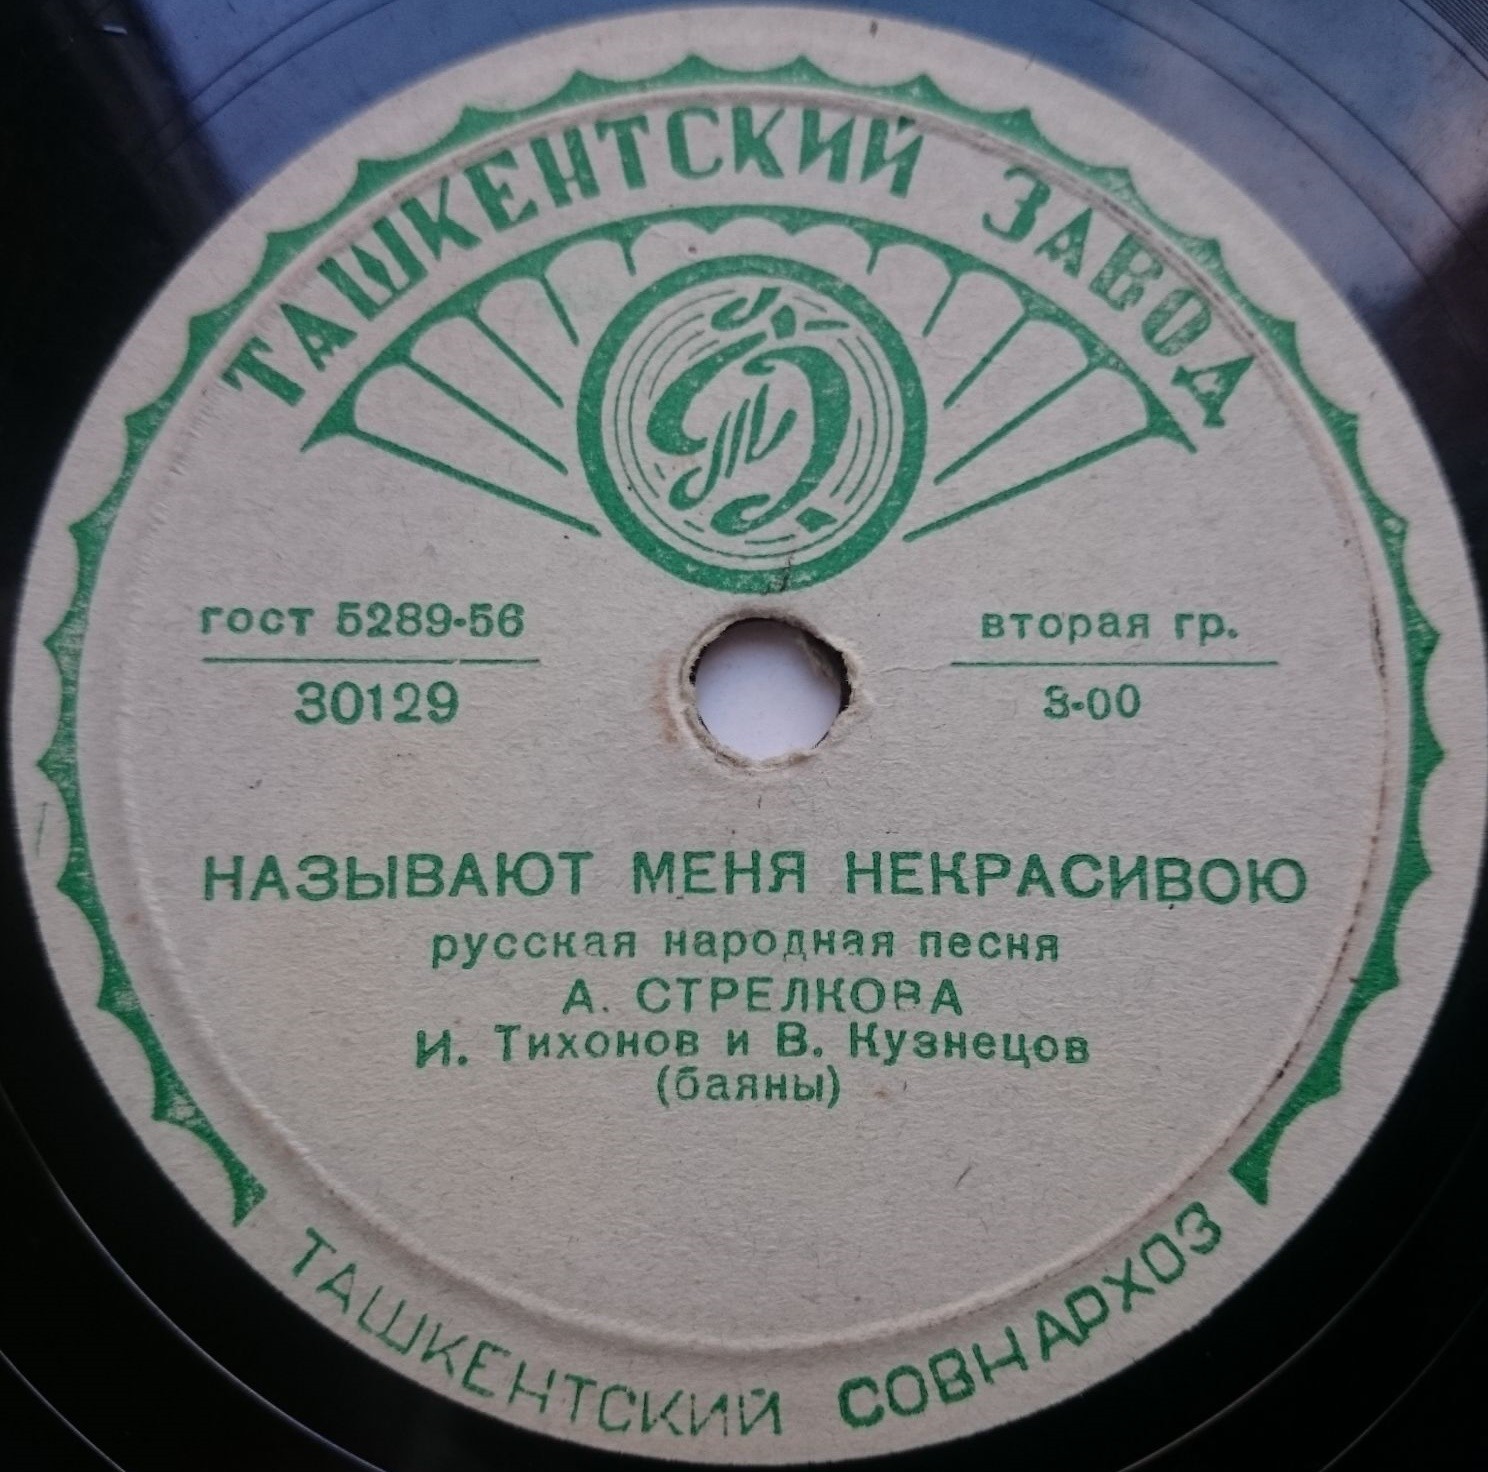 ТАШКЕНТСКИЙ ЗАВОД
гост 5289-56
30129
вторая гр.
3-00
НАЗЫВАЮТ МЕНЯ НЕКРАСИВОЮ
русская народная песня
А. СТРЕЛКОВА
И. Тихонов и В. Кузнецов
(баяны)
ТАШКЕНТСКИЙ СОВНАРХОЗ